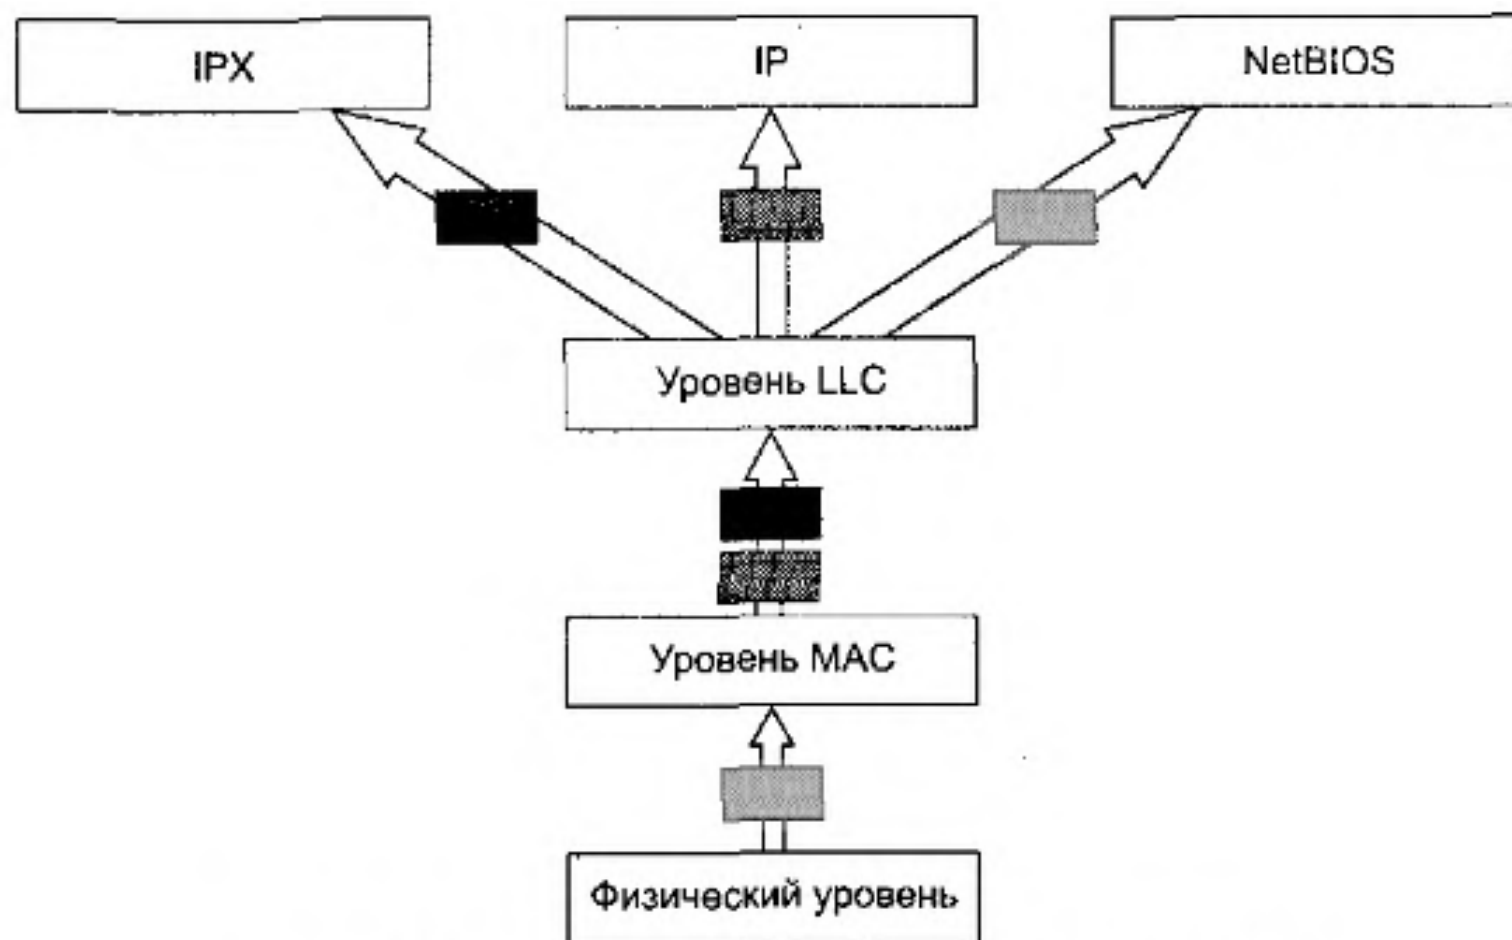 IPX
IP
NetBIOS
Уровень LLC
Уровень MAC
Физический уровень